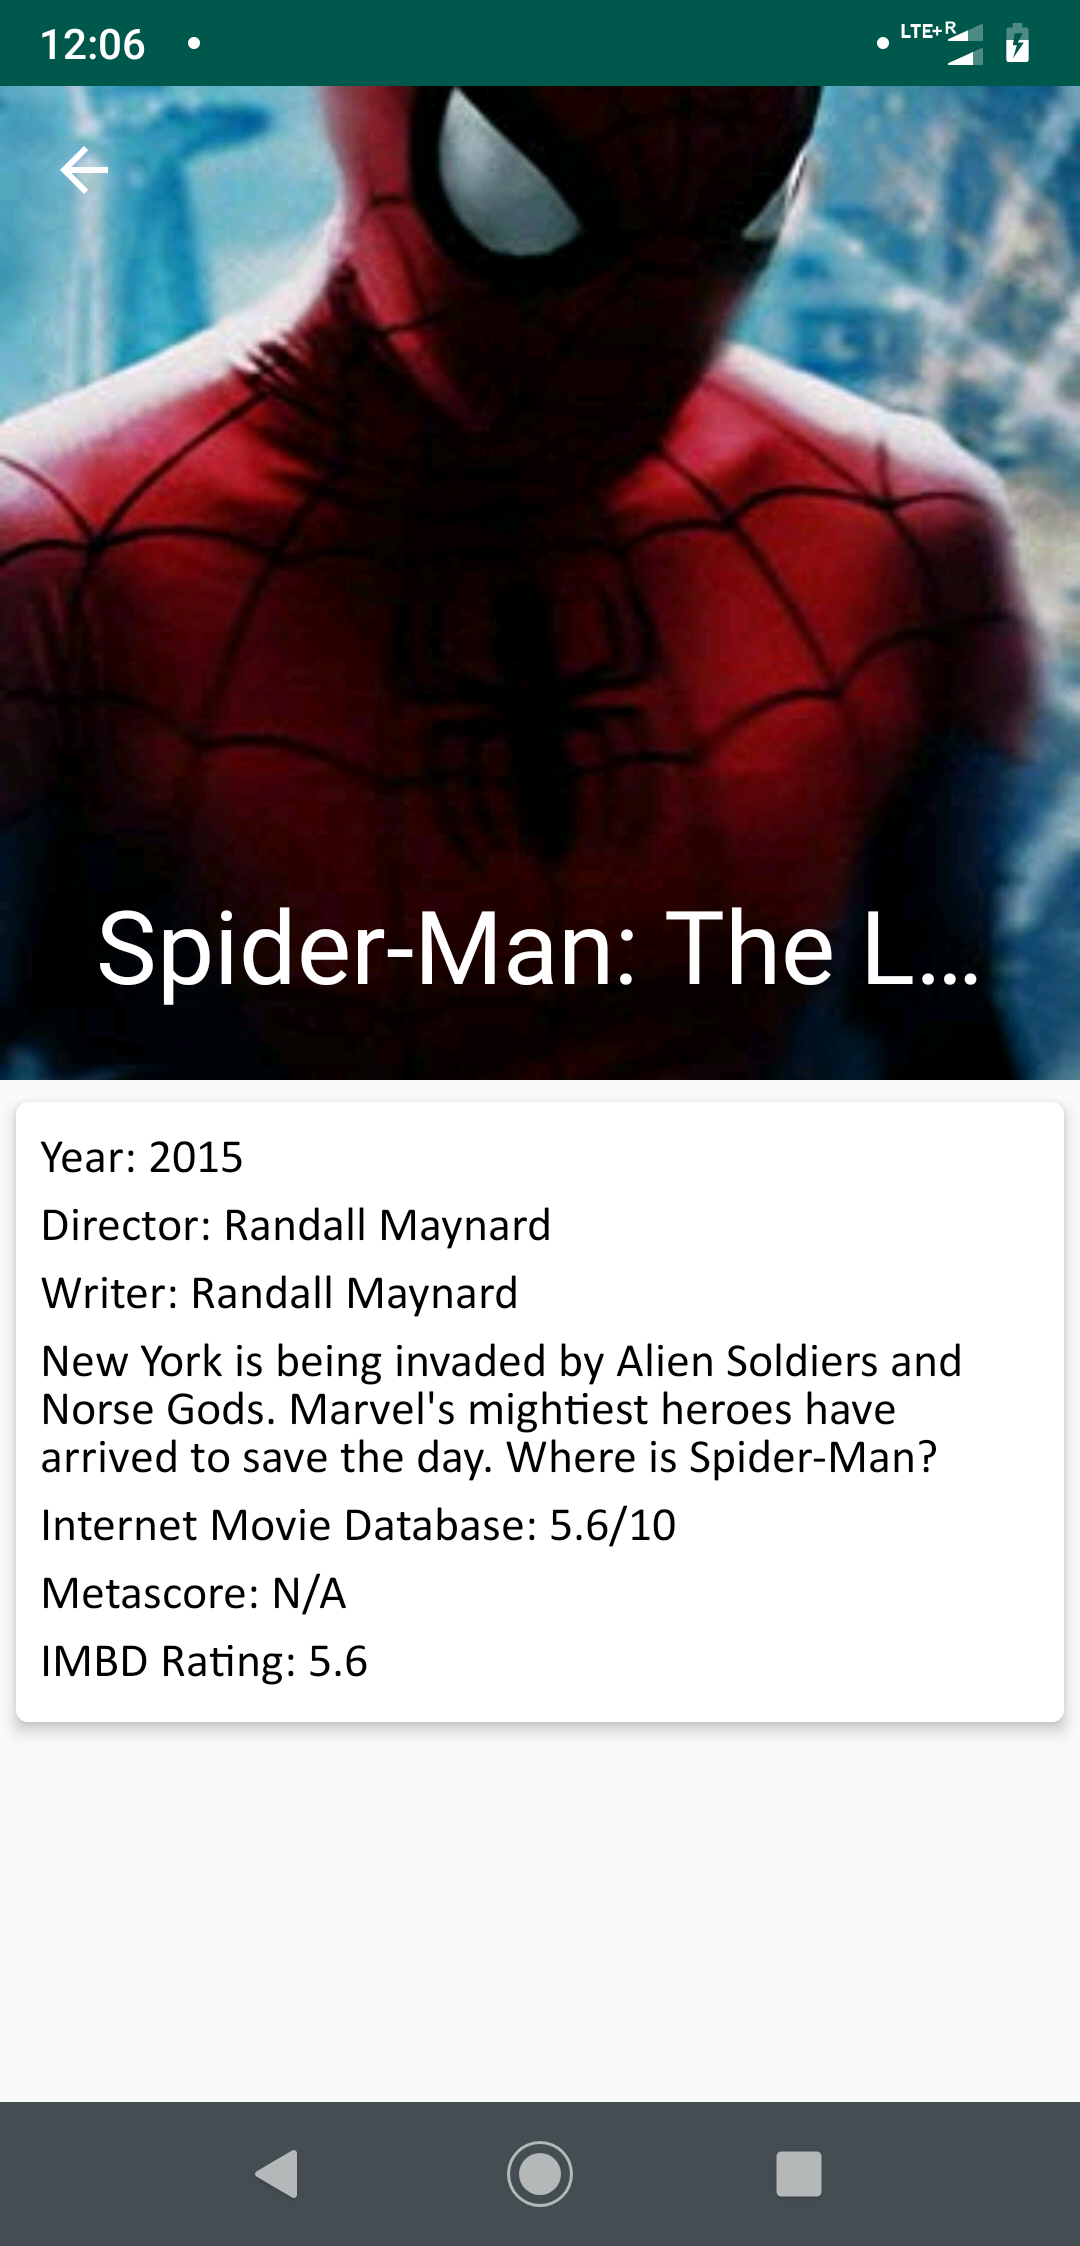 12:06
LTE+ R
Spider-Man: The L...
Year: 2015
Director: Randall Maynard
Writer: Randall Maynard
New York is being invaded by Alien Soldiers and
Norse Gods. Marvel's mightiest heroes have
arrived to save the day. Where is Spider-Man?
Internet Movie Database: 5.6/10
Metascore: N/A
IMBD Rating: 5.6